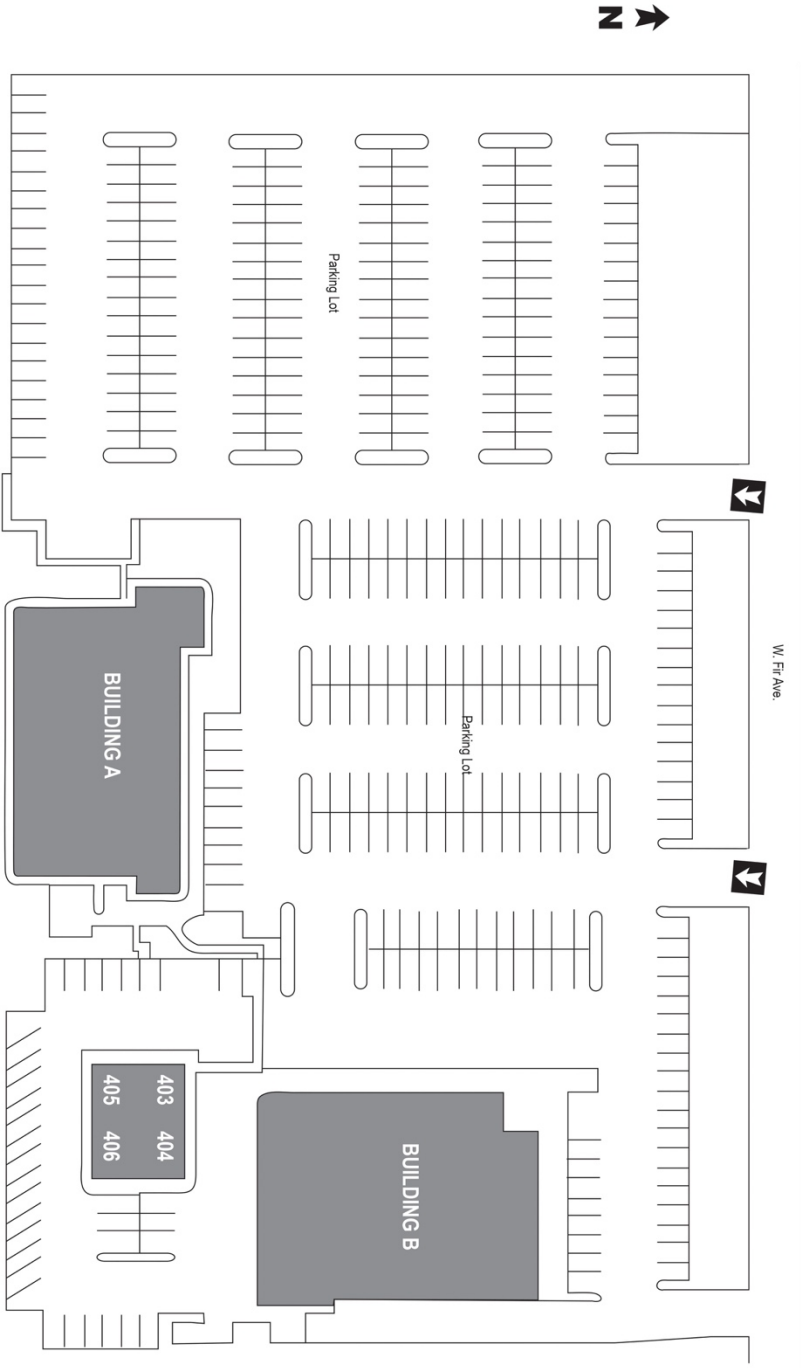 N
W. Fir Ave.
Parking Lot
Parking Lot
BUILDING A
BUILDING B
403 404
405 406